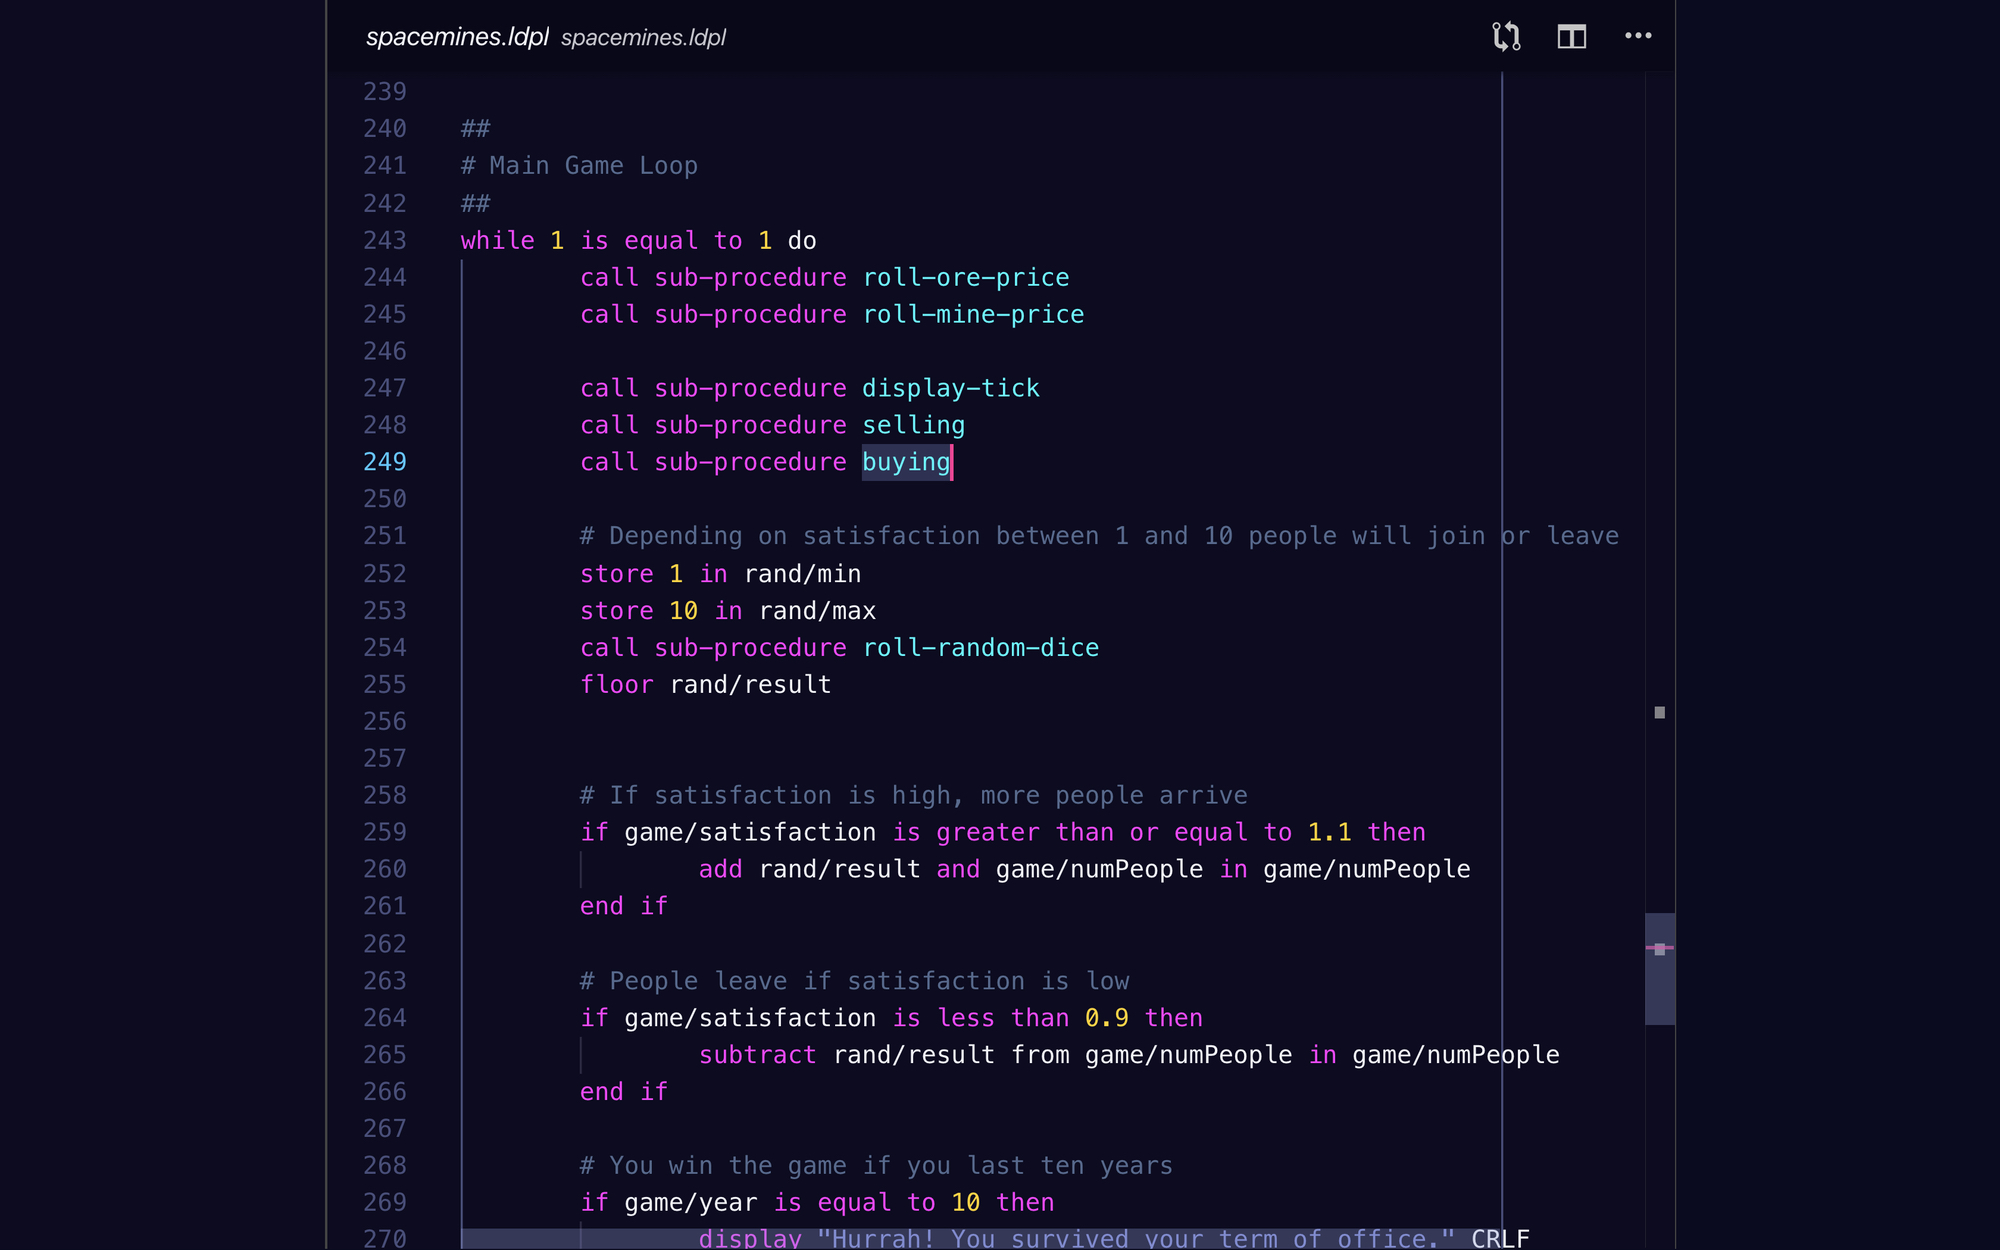 spacemines.ldpl spacemines.ldpl
239
240 ##
241 # Main Game Loop
242 ##
243 while 1 is equal to 1 do
244 call sub-procedure roll-ore-price
245 call sub-procedure roll-mine-price
246
247 call sub-procedure display-tick
248 call sub-procedure selling
249 call sub-procedure buying
250
251 # Depending on satisfaction between 1 and 10 people will join or leave
252 store 1 in rand/min
253 store 10 in rand/max
254 call sub-procedure roll-random-dice
255 floor rand/result
256
257
258 # If satisfaction is high, more people arrive
259 if game/satisfaction is greater than or equal to 1.1 then
260 add rand/result and game/numPeople in game/numPeople
261 end if
262
263 # People leave if satisfaction is low
264 if game/satisfaction is less than 0.9 then
265 subtract rand/result from game/numPeople in game/numPeople
266 end if
267
268 # You win the game if you last ten years
269 if game/year is equal to 10 then
270 display "Hurrah! You survived your term of office." CRLF